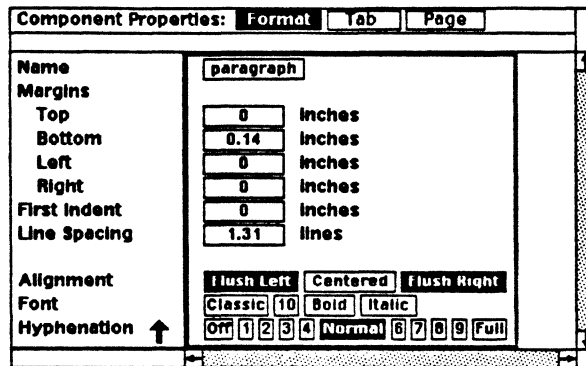 Component Properties: Format Tab Page
Name paragraph
Margins
Top 0 inches
Bottom 0.14 inches
Left 0 inches
Right 0 inches
First Indent 0 inches
Line Spacing 1.31 lines
Alignment Flush Left Centered Flush Right
Font Classic 10 Bold Italic
Hyphenation Off 1 2 3 4 Normal 6 7 8 9 Full